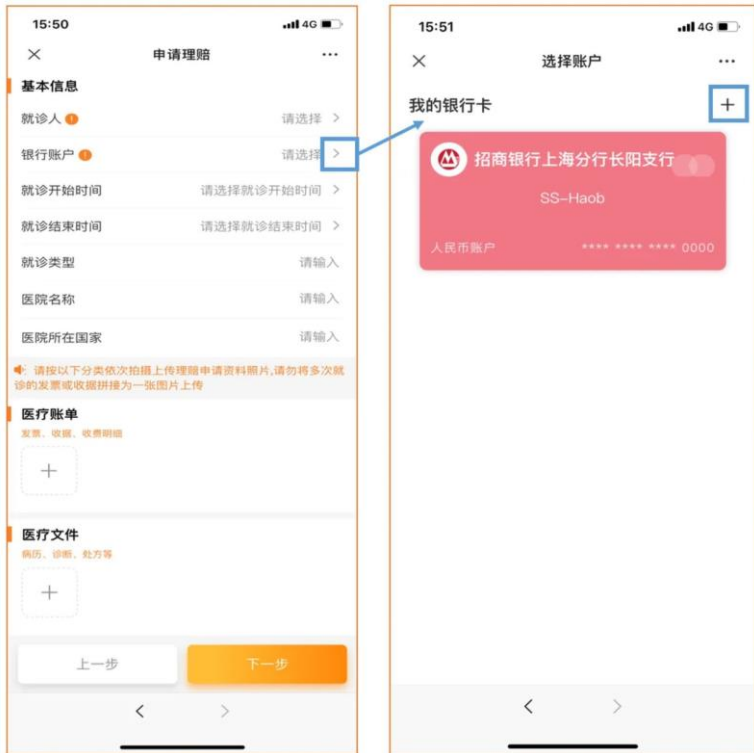 15:50
4G
申请理赔
基本信息
就诊人
请选择
银行账户
请选择
就诊开始时间
请选择就诊开始时间
就诊结束时间
请选择就诊结束时间
就诊类型
请输入
医院名称
请输入
医院所在国家
请输入
请按以下分类依次拍摄上传理赔申请资料照片,请勿将多次就
诊的发票或收据拼接为一张图片上传
医疗账单
发票、收据、收费明细
医疗文件
病历、诊断、处方等
上一步
下一步
15:51
4G
选择账户
我的银行卡
招商银行上海分行长阳支行
SS-Haob
人民币账户
**** **** **** 0000